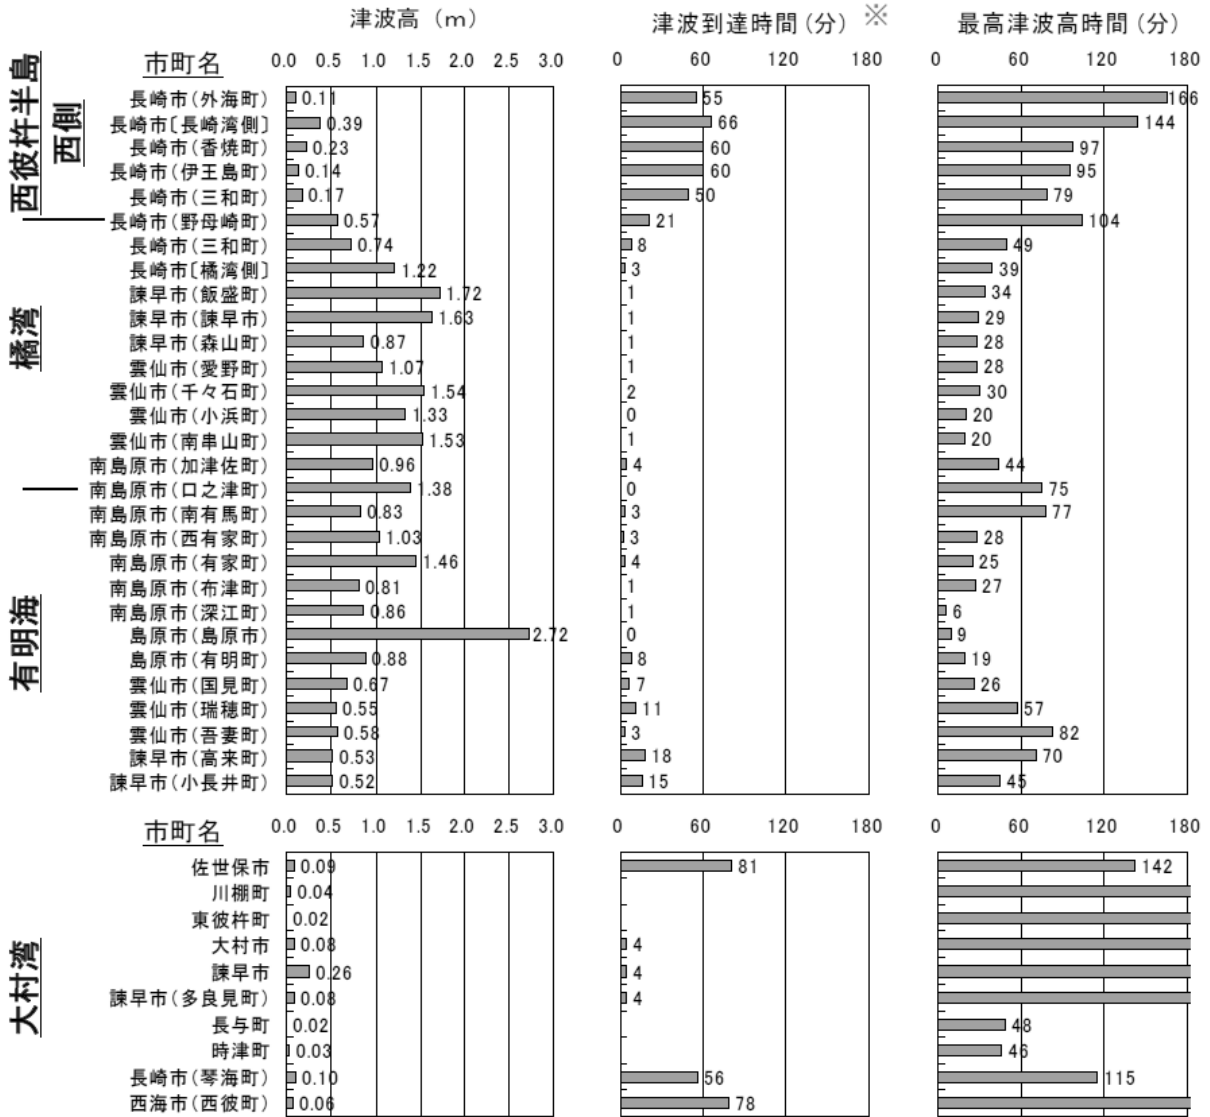 津波高（m）　津波到達時間（分）※　最高津波高時間（分）
市町名　0.0　0.5　1.0　1.5　2.0　2.5　3.0　0　60　120　180　0　60　120　180
西彼杵半島
西側
長崎市（外海町）　0.11　55　166
長崎市〔長崎湾側〕　0.39　66　144
長崎市（香焼町）　0.23　60　97
長崎市（伊王島町）　0.14　60　95
長崎市（三和町）　0.17　50　79
長崎市（野母崎町）　0.57　21　104
橘湾
長崎市（三和町）　0.74　8　49
長崎市〔橘湾側〕　1.22　3　39
諫早市（飯盛町）　1.72　1　34
諫早市（諫早市）　1.63　1　29
諫早市（森山町）　0.87　1　28
雲仙市（愛野町）　1.07　1　28
雲仙市（千々石町）　1.54　2　30
雲仙市（小浜町）　1.33　0　20
雲仙市（南串山町）　1.53　1　20
南島原市（加津佐町）　0.96　4　44
南島原市（口之津町）　1.38　0　75
有明海
南島原市（南有馬町）　0.83　3　77
南島原市（西有家町）　1.03　3　28
南島原市（有家町）　1.46　4　25
南島原市（布津町）　0.81　1　27
南島原市（深江町）　0.86　1　6
島原市（島原市）　2.72　0　9
島原市（有明町）　0.88　8　19
雲仙市（国見町）　0.67　7　26
雲仙市（瑞穂町）　0.55　11　57
雲仙市（吾妻町）　0.58　3　82
諫早市（高来町）　0.53　18　70
諫早市（小長井町）　0.52　15　45
市町名　0.0　0.5　1.0　1.5　2.0　2.5　3.0　0　60　120　180　0　60　120　180
大村湾
佐世保市　0.09　81　142
川棚町　0.04
東彼杵町　0.02
大村市　0.08　4
諫早市　0.26　4
諫早市（多良見町）　0.08　4
長与町　0.02　48
時津町　0.03　46
長崎市（琴海町）　0.10　56　115
西海市（西彼町）　0.06　78